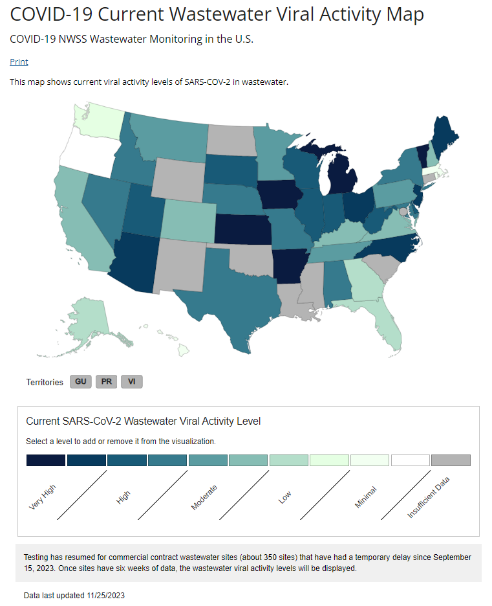 COVID-19 Current Wastewater Viral Activity Map
COVID-19 NWSS Wastewater Monitoring in the U.S.
Print
This map shows current viral activity levels of SARS-COV-2 in wastewater.
Territories GU PR VI
Current SARS-CoV-2 Wastewater Viral Activity Level
Select a level to add or remove it from the visualization.
Very High
High
Moderate
Low
Minimal
Insufficient Data
Testing has resumed for commercial contract wastewater sites (about 350 sites) that have had a temporary delay since September
15, 2023. Once sites have six weeks of data, the wastewater viral activity levels will be displayed.
Data last updated 11/25/2023